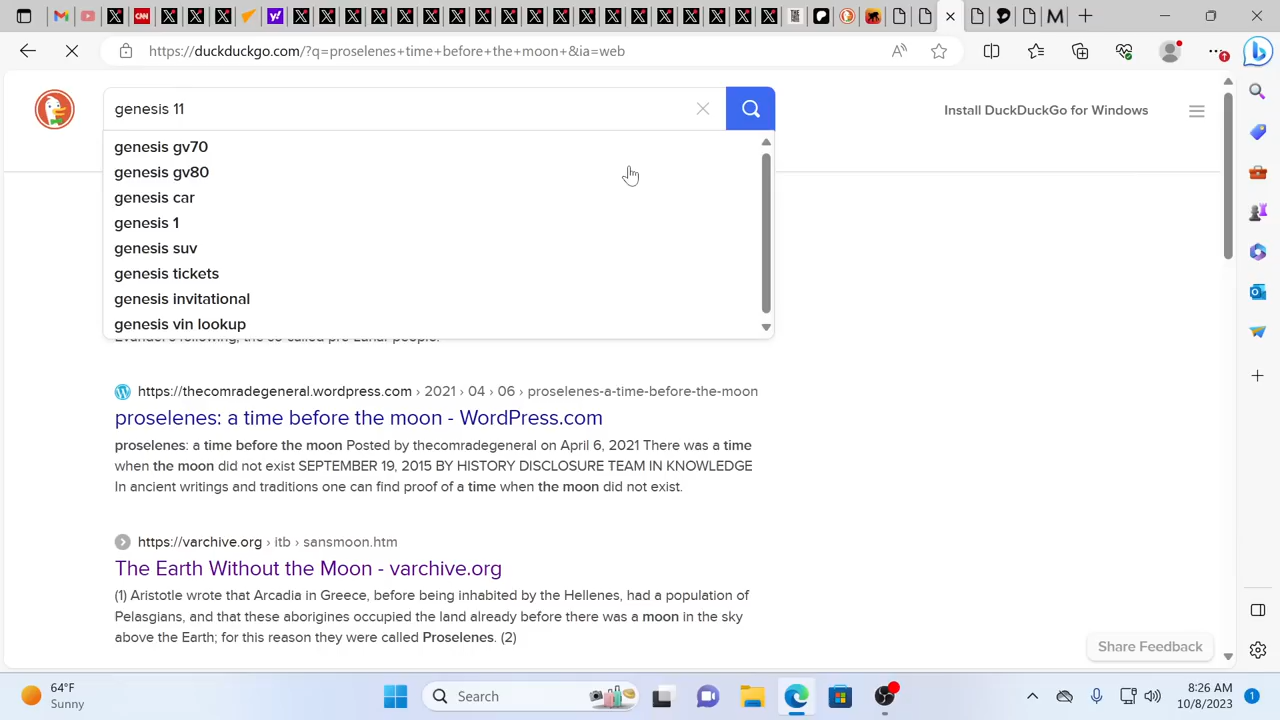 https://duckduckgo.com/?q=proselenes+time+before+the+moon+&ia=web
genesis 11
Install DuckDuckGo for Windows
genesis gv70
genesis gv80
genesis car
genesis 1
genesis suv
genesis tickets
genesis invitational
genesis vin lookup
https://thecomradegeneral.wordpress.com › 2021 › 04 › 06 › proselenes-a-time-before-the-moon
proselenes: a time before the moon - WordPress.com
proselenes: a time before the moon Posted by thecomradegeneral on April 6, 2021 There was a time
when the moon did not exist SEPTEMBER 19, 2015 BY HISTORY DISCLOSURE TEAM IN KNOWLEDGE
In ancient writings and traditions one can find proof of a time when the moon did not exist.
https://varchive.org › itb › sansmoon.htm
The Earth Without the Moon - varchive.org
(1) Aristotle wrote that Arcadia in Greece, before being inhabited by the Hellenes, had a population of
Pelasgians, and that these aborigines occupied the land already before there was a moon in the sky
above the Earth; for this reason they were called Proselenes. (2)
Share Feedback
64°F
Sunny
Search
8:26 AM
10/8/2023
1